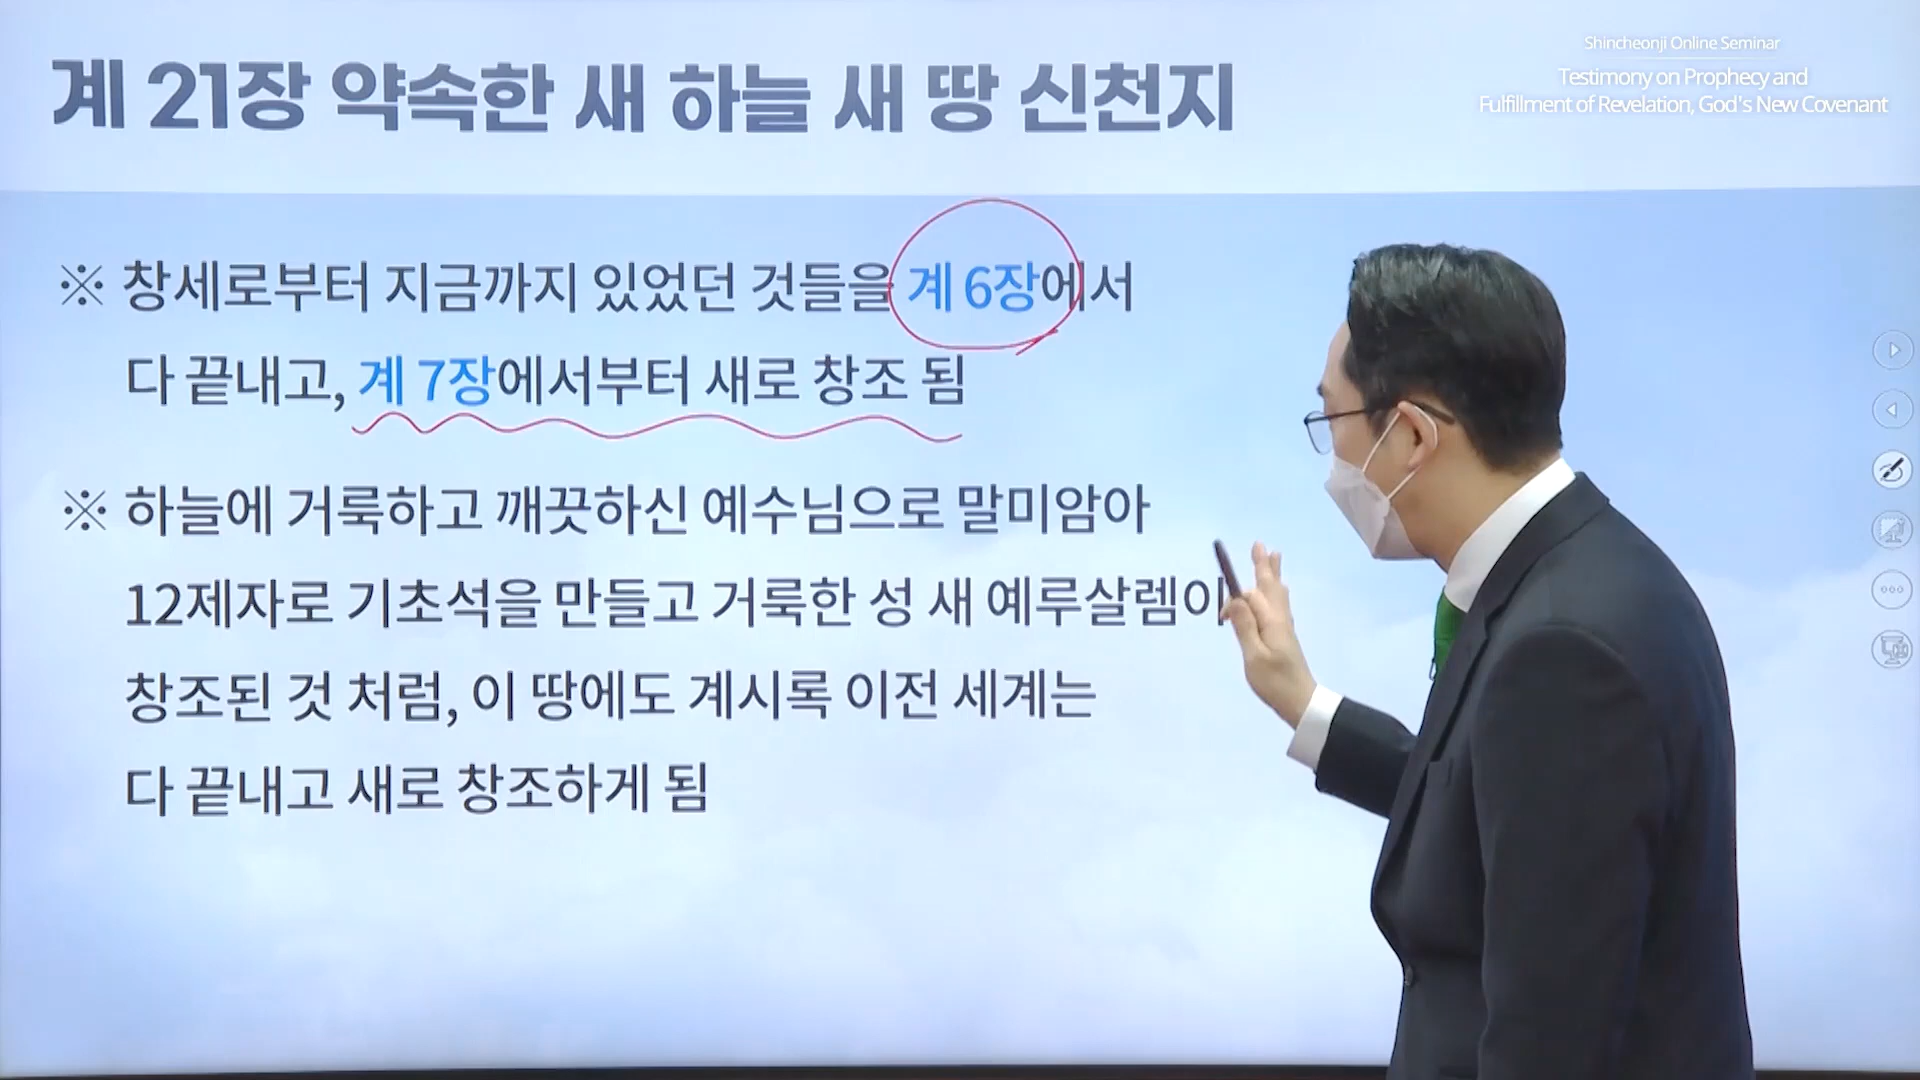 Shincheonji Online Seminar
Testimony on Prophecy and
Fulfillment of Revelation, God's New Covenant
계 21장 약속한 새 하늘 새 땅 신천지
※ 창세로부터 지금까지 있었던 것들을 계 6장에서
다 끝내고, 계 7장에서부터 새로 창조 됨
※ 하늘에 거룩하고 깨끗하신 예수님으로 말미암아
12제자로 기초석을 만들고 거룩한 성 새 예루살렘이
창조된 것 처럼, 이 땅에도 계시록 이전 세계는
다 끝내고 새로 창조하게 됨